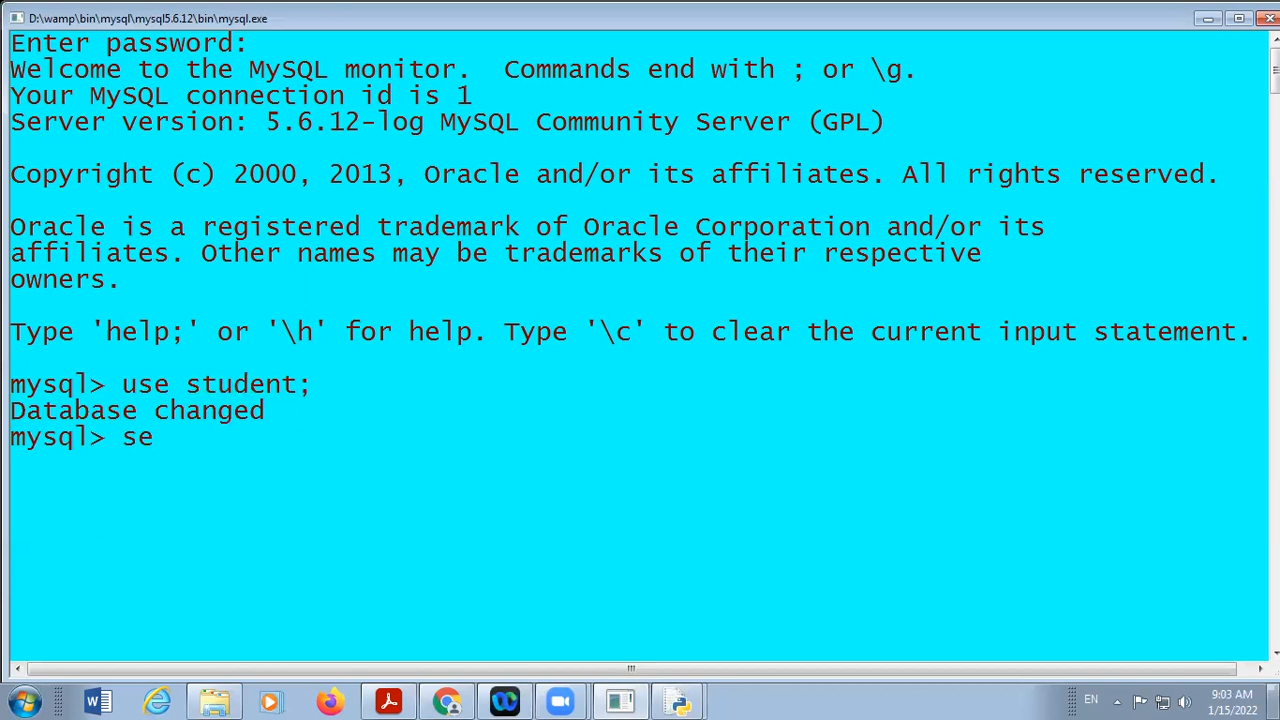 D:\wamp\bin\mysql\mysql5.6.12\bin\mysql.exe
Enter password:
Welcome to the MySQL monitor.  Commands end with ; or \g.
Your MySQL connection id is 1
Server version: 5.6.12-log MySQL Community Server (GPL)
Copyright (c) 2000, 2013, Oracle and/or its affiliates. All rights reserved.
Oracle is a registered trademark of Oracle Corporation and/or its
affiliates. Other names may be trademarks of their respective
owners.
Type 'help;' or '\h' for help. Type '\c' to clear the current input statement.
mysql> use student;
Database changed
mysql> se
EN
9:03 AM
1/15/2022